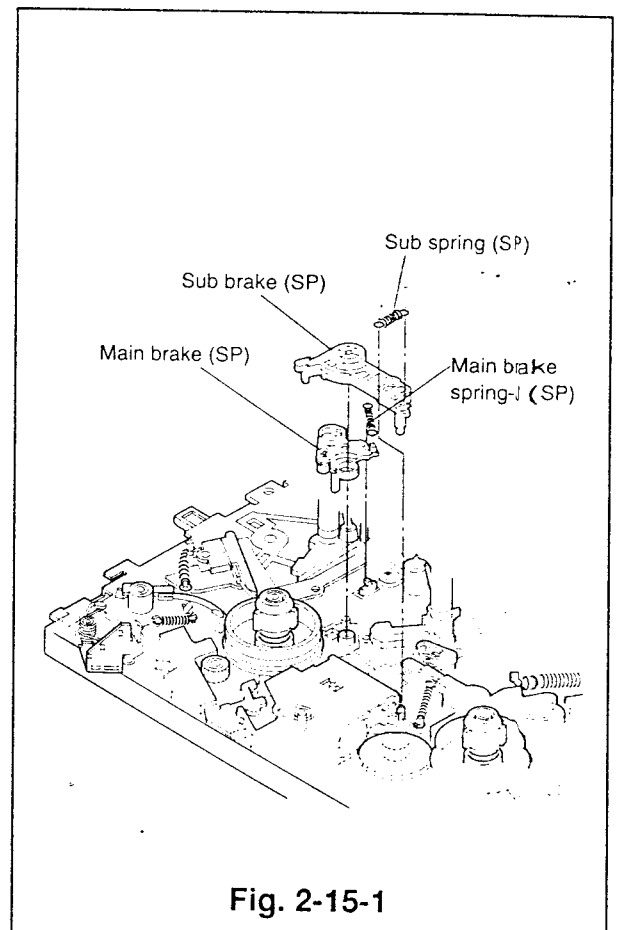 Sub spring (SP)
Sub brake (SP)
Main brake (SP)
Main brake
spring-J (SP)
Fig. 2-15-1